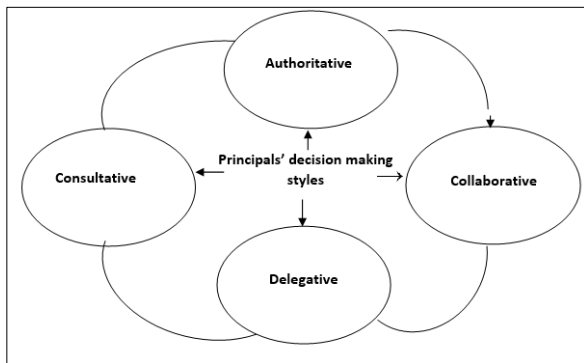 Authoritative
Principals’ decision making
styles
Consultative
Collaborative
Delegative